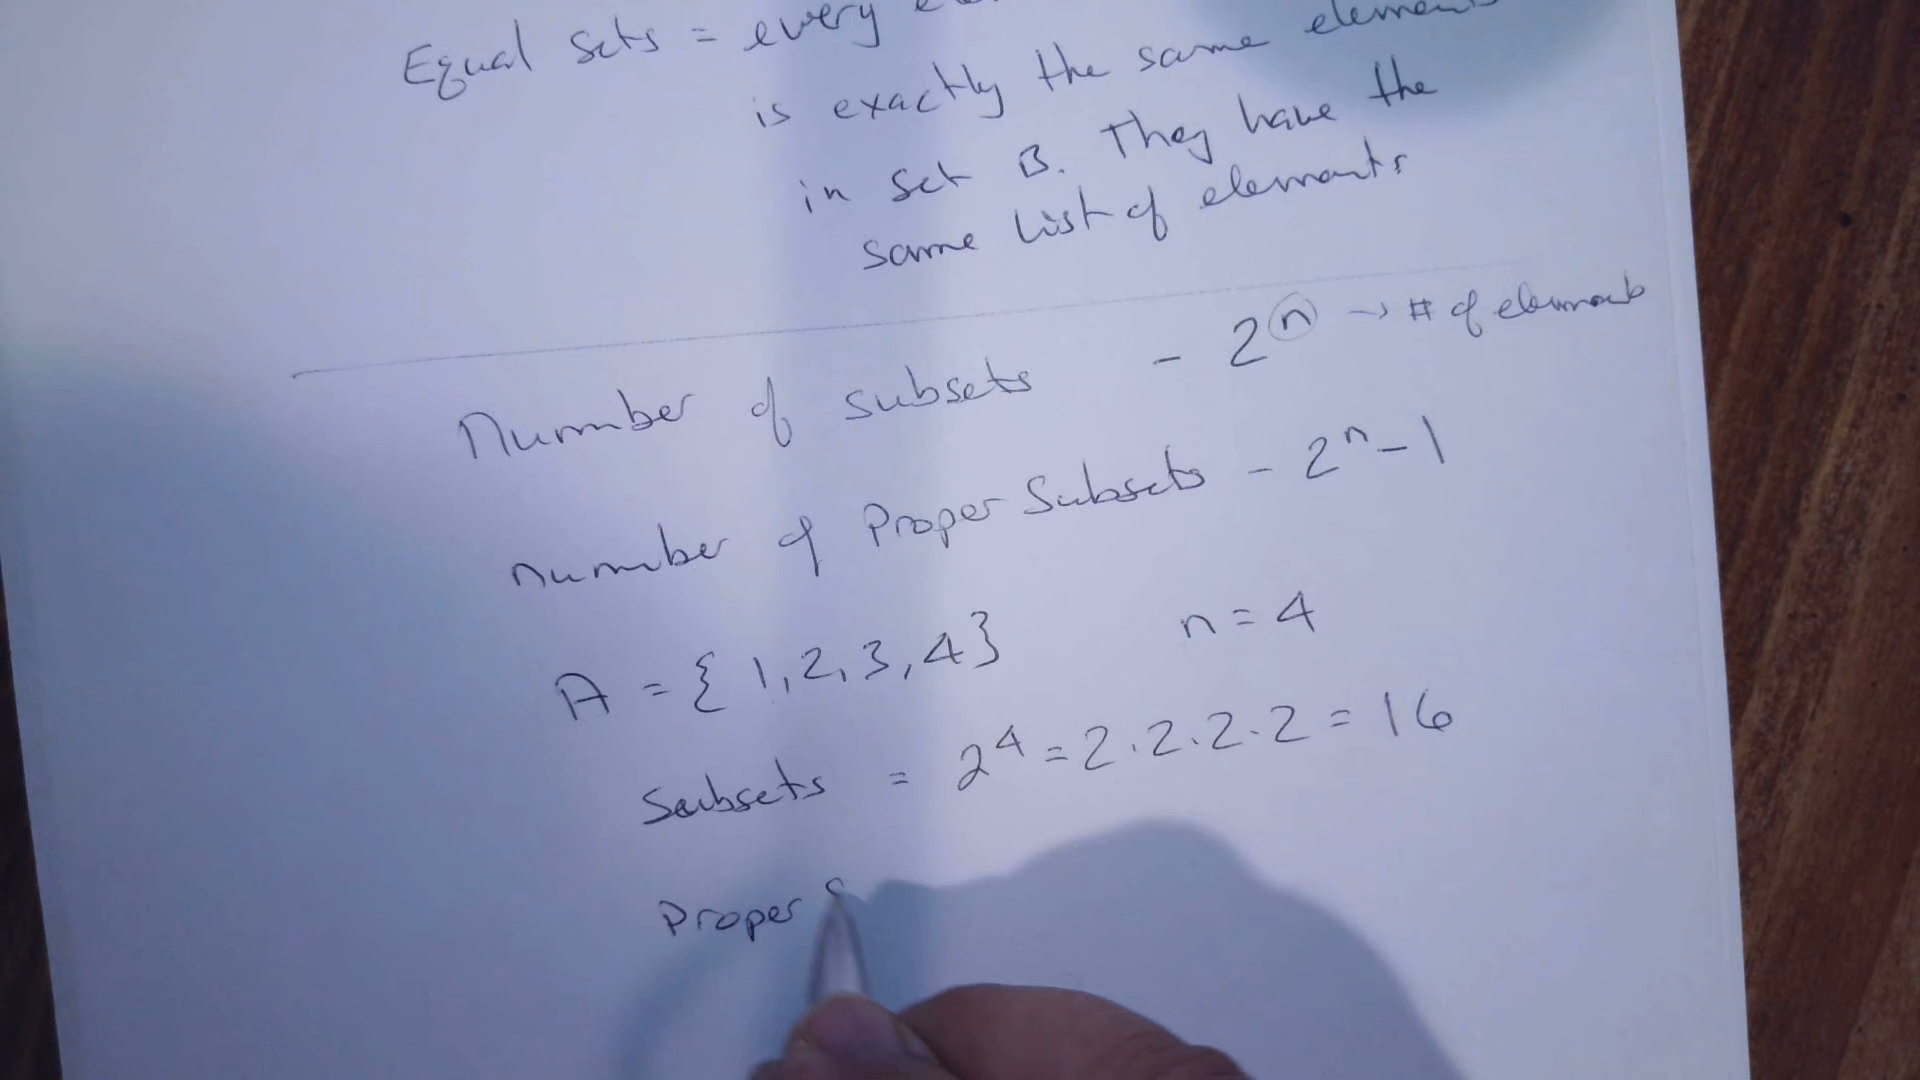 Equal sets = every
is exactly the same elements
in set B. They have the
same list of elements
Number of subsets - 2ⁿ → # of elements
number of Proper Subsets - 2ⁿ - 1
A = { 1, 2, 3, 4 } n = 4
Subsets = 2⁴ = 2.2.2.2 = 16
Proper S